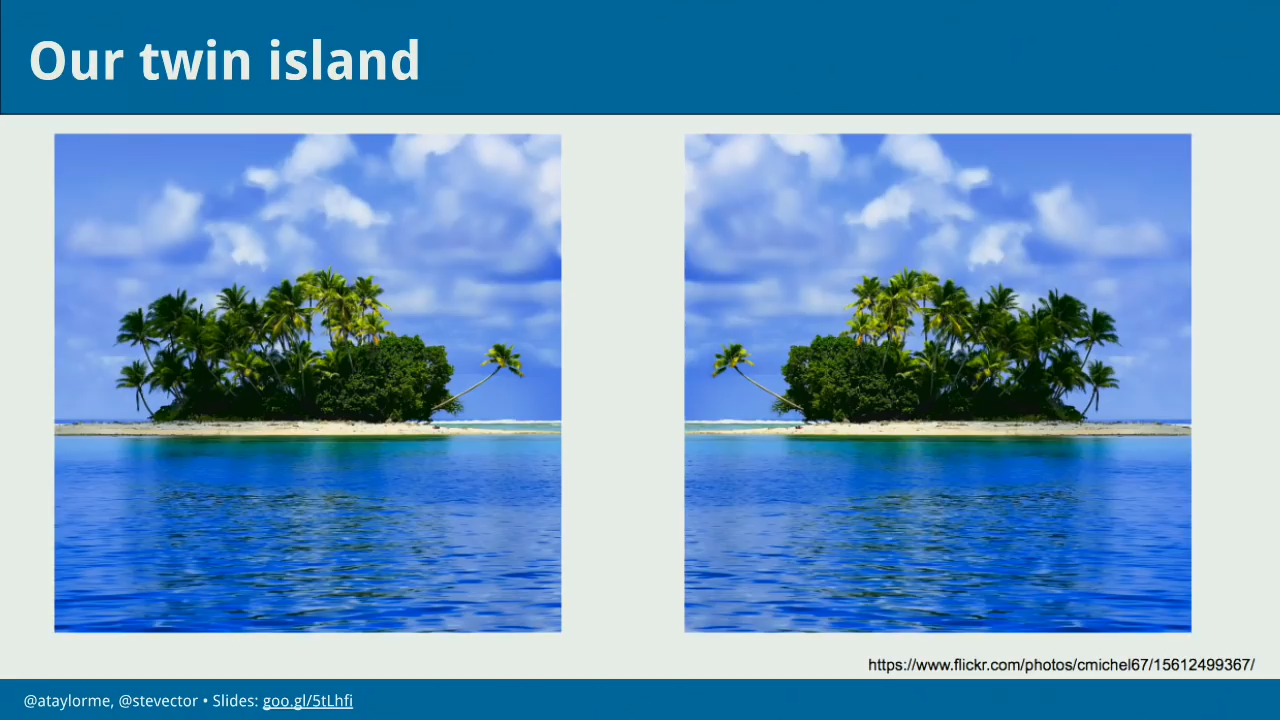 Our twin island
https://www.flickr.com/photos/cmichel67/15612499367/
@ataylorme, @stevector • Slides: goo.gl/5tLhfi